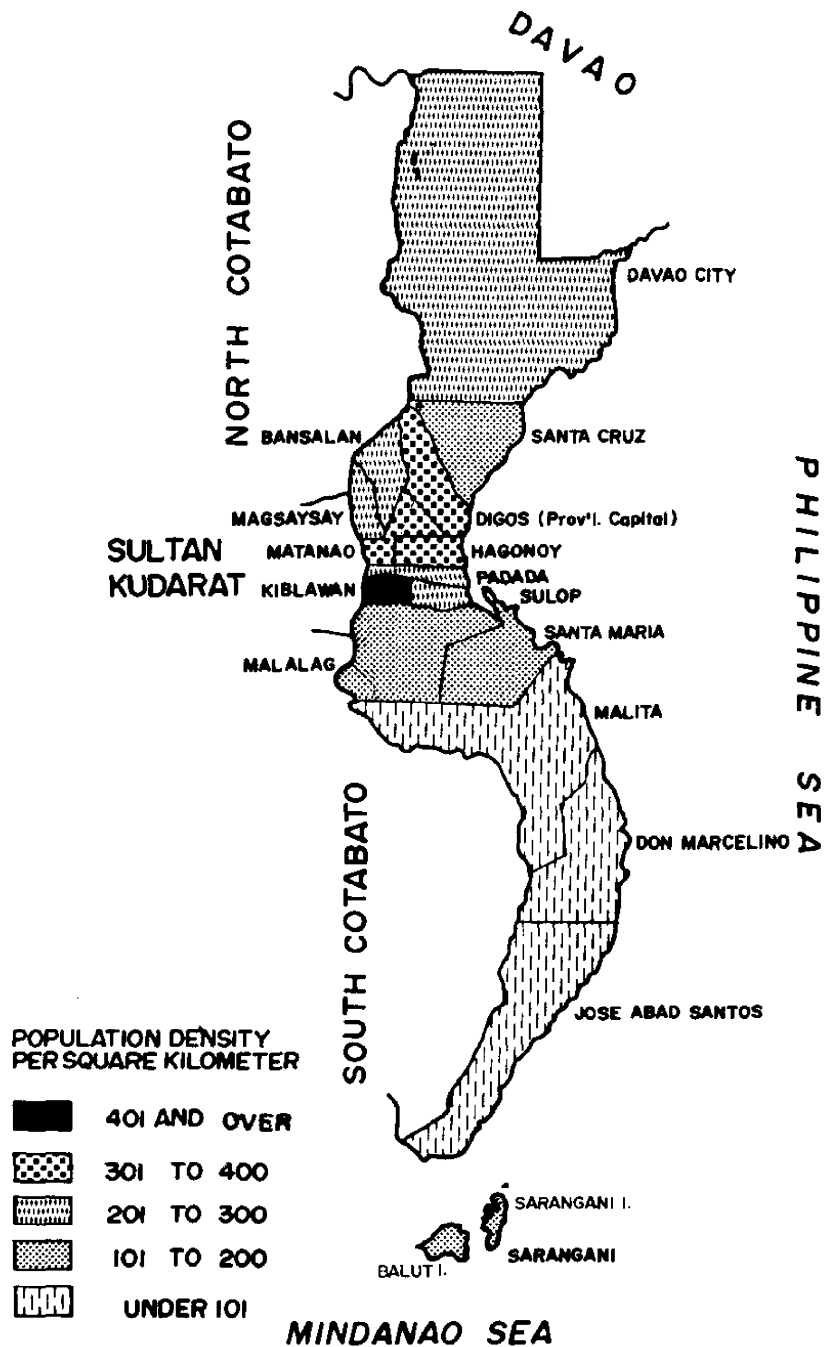 DAVAO
NORTH COTABATO
DAVAO CITY
BANSALAN
SANTA CRUZ
PHILIPPINE SEA
MAGSAYSAY
DIGOS (Prov'l. Capital)
SULTAN
KUDARAT
MATANAO
HAGONOY
KIBLAWAN
PADADA
SULOP
SANTA MARIA
MALALAG
MALITA
SOUTH COTABATO
DON MARCELINO
JOSE ABAD SANTOS
POPULATION DENSITY
PER SQUARE KILOMETER
401 AND OVER
301 TO 400
201 TO 300
101 TO 200
UNDER 101
SARANGANI I.
SARANGANI
BALUT I.
MINDANAO SEA